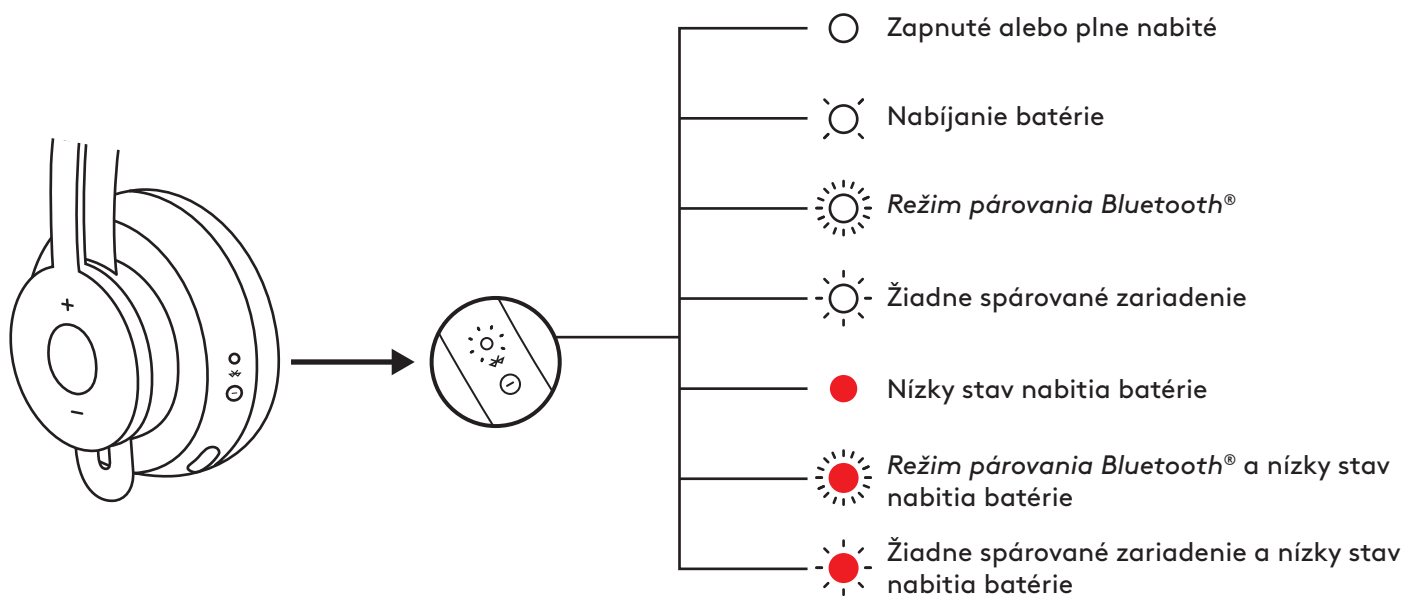 Zapnuté alebo plne nabité
Nabíjanie batérie
Režim párovania Bluetooth®
Žiadne spárované zariadenie
Nízky stav nabitia batérie
Režim párovania Bluetooth® a nízky stav
nabitia batérie
Žiadne spárované zariadenie a nízky stav
nabitia batérie